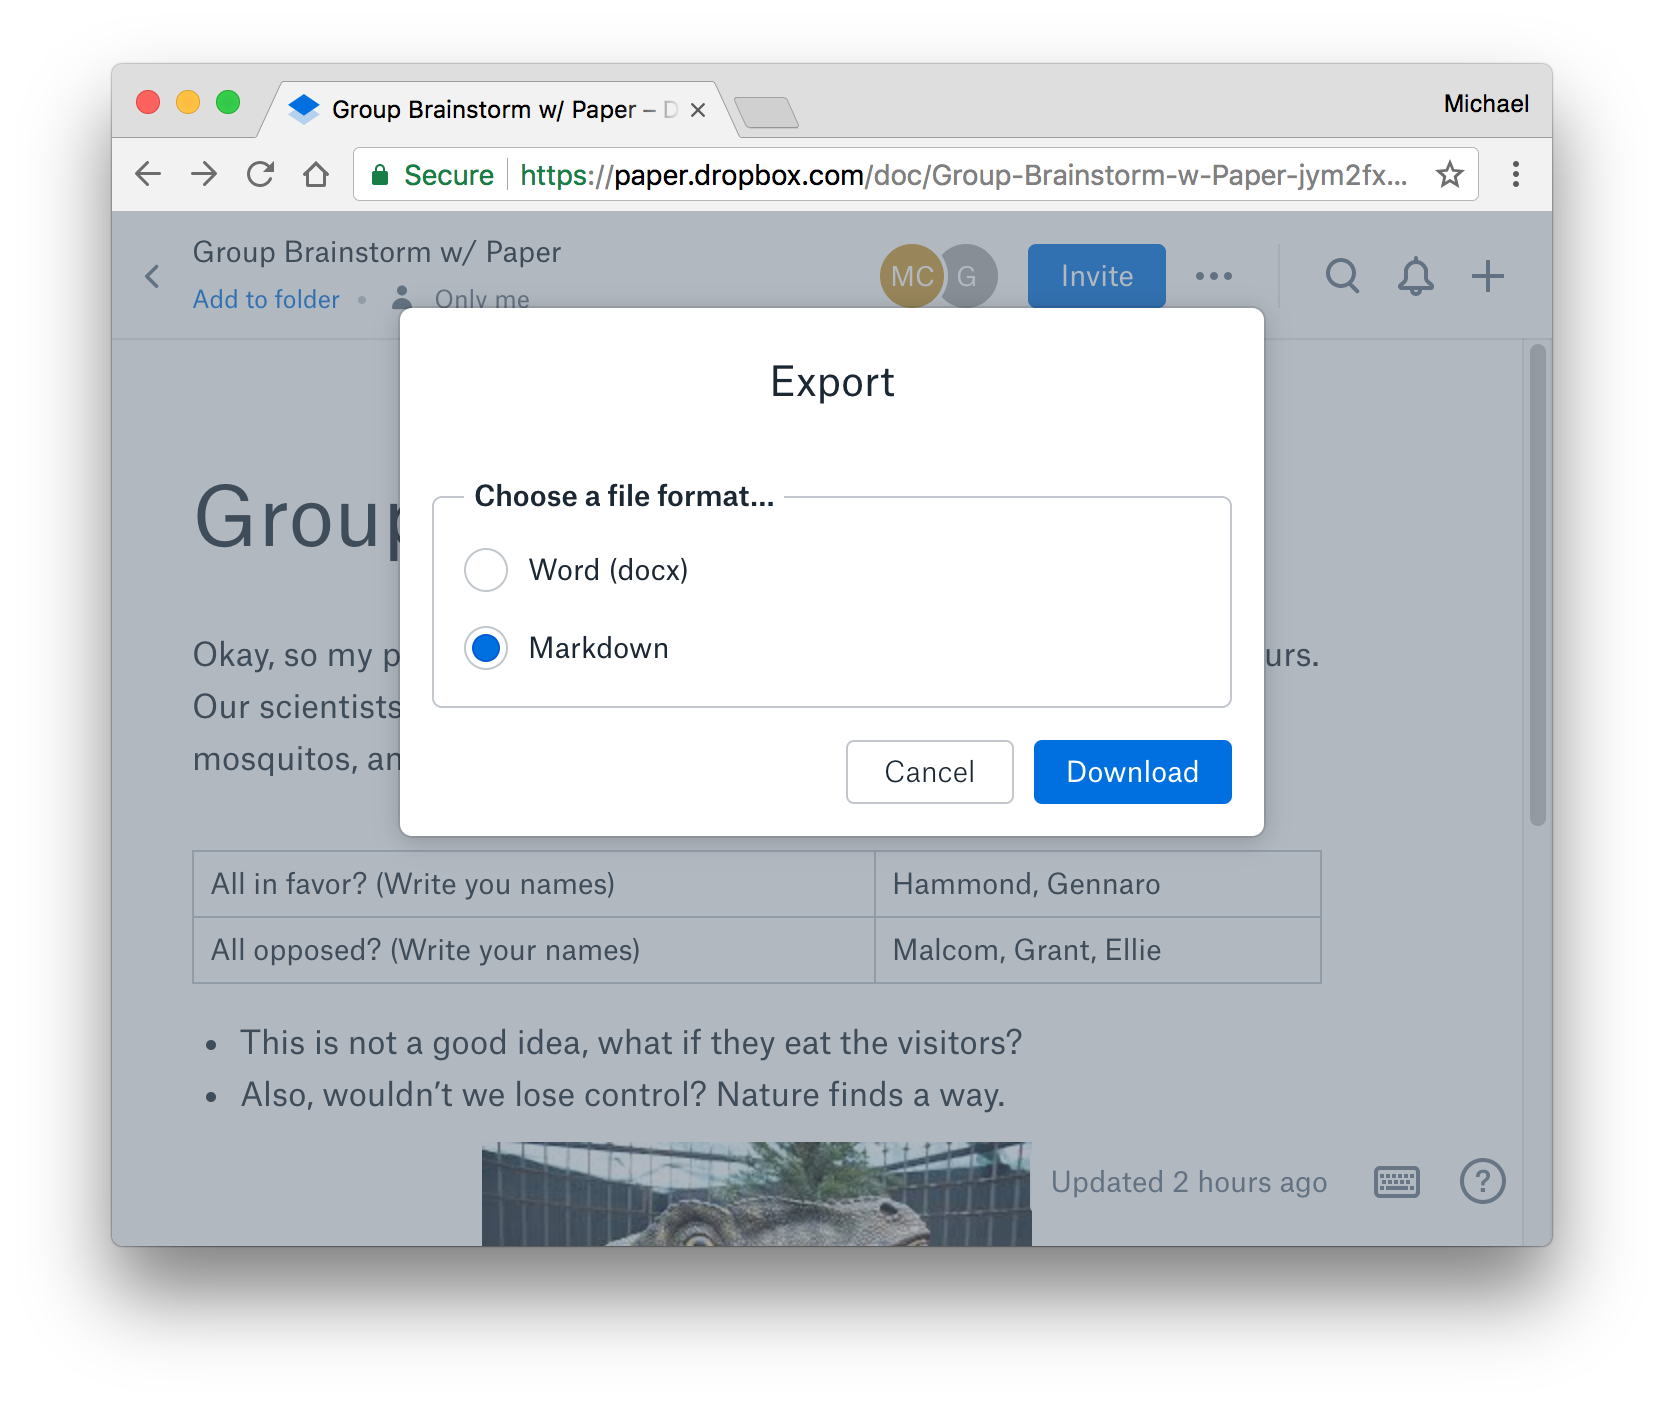 Group Brainstorm w/ Paper – D
Michael
Secure https://paper.dropbox.com/doc/Group-Brainstorm-w-Paper-jym2fx...
Group Brainstorm w/ Paper
MC G Invite
Add to folder • Only me
Export
Group
Choose a file format...
Word (docx)
Markdown
Okay, so my p
urs.
Our scientists
mosquitos, an
Cancel Download
All in favor? (Write you names) Hammond, Gennaro
All opposed? (Write your names) Malcom, Grant, Ellie
• This is not a good idea, what if they eat the visitors?
• Also, wouldn’t we lose control? Nature finds a way.
Updated 2 hours ago
?